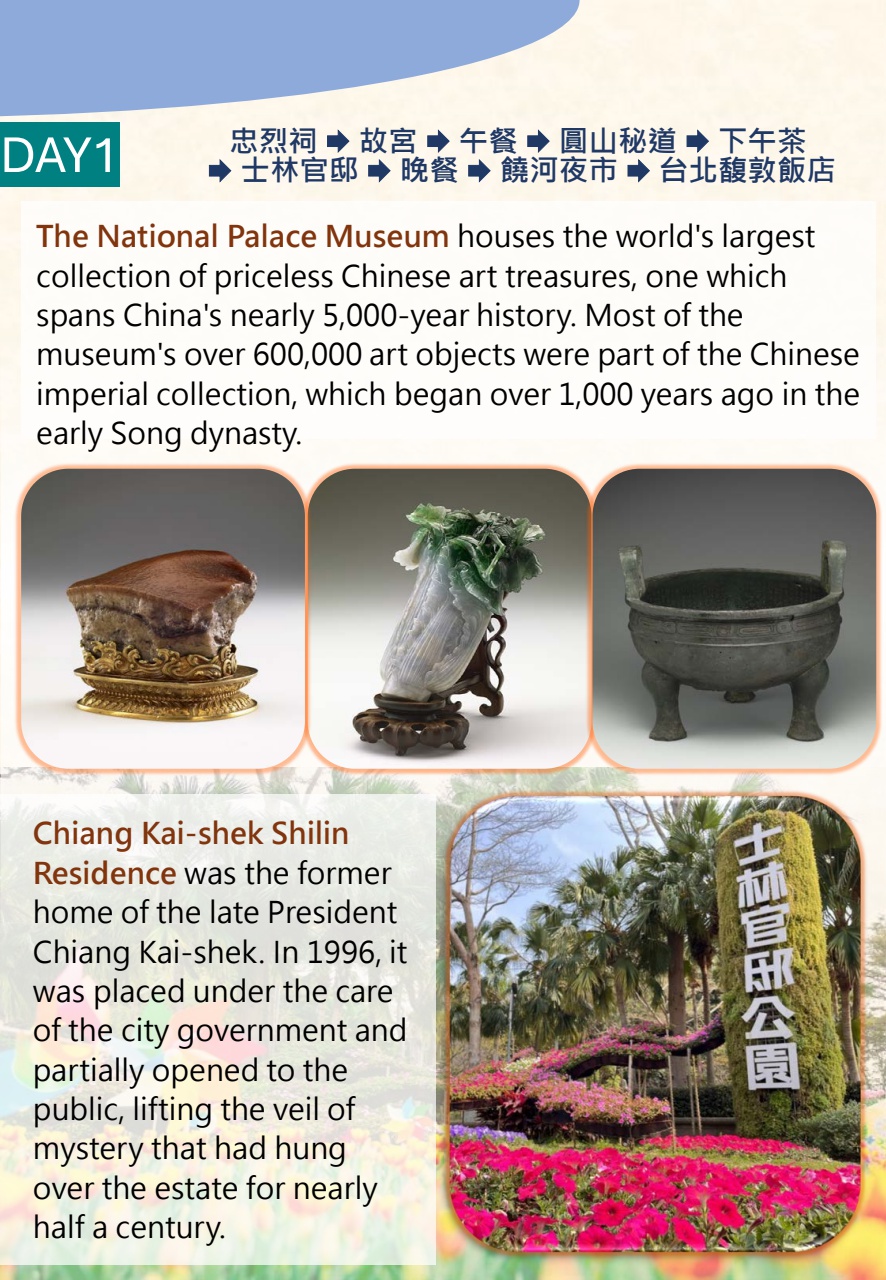 DAY1
忠烈祠 ➡ 故宮 ➡ 午餐 ➡ 圓山秘道 ➡ 下午茶
➡ 士林官邸 ➡ 晚餐 ➡ 饒河夜市 ➡ 台北馥敦飯店
The National Palace Museum houses the world's largest
collection of priceless Chinese art treasures, one which
spans China's nearly 5,000-year history. Most of the
museum's over 600,000 art objects were part of the Chinese
imperial collection, which began over 1,000 years ago in the
early Song dynasty.
Chiang Kai-shek Shilin
Residence was the former
home of the late President
Chiang Kai-shek. In 1996, it
was placed under the care
of the city government and
partially opened to the
public, lifting the veil of
mystery that had hung
over the estate for nearly
half a century.
士林官邸公園